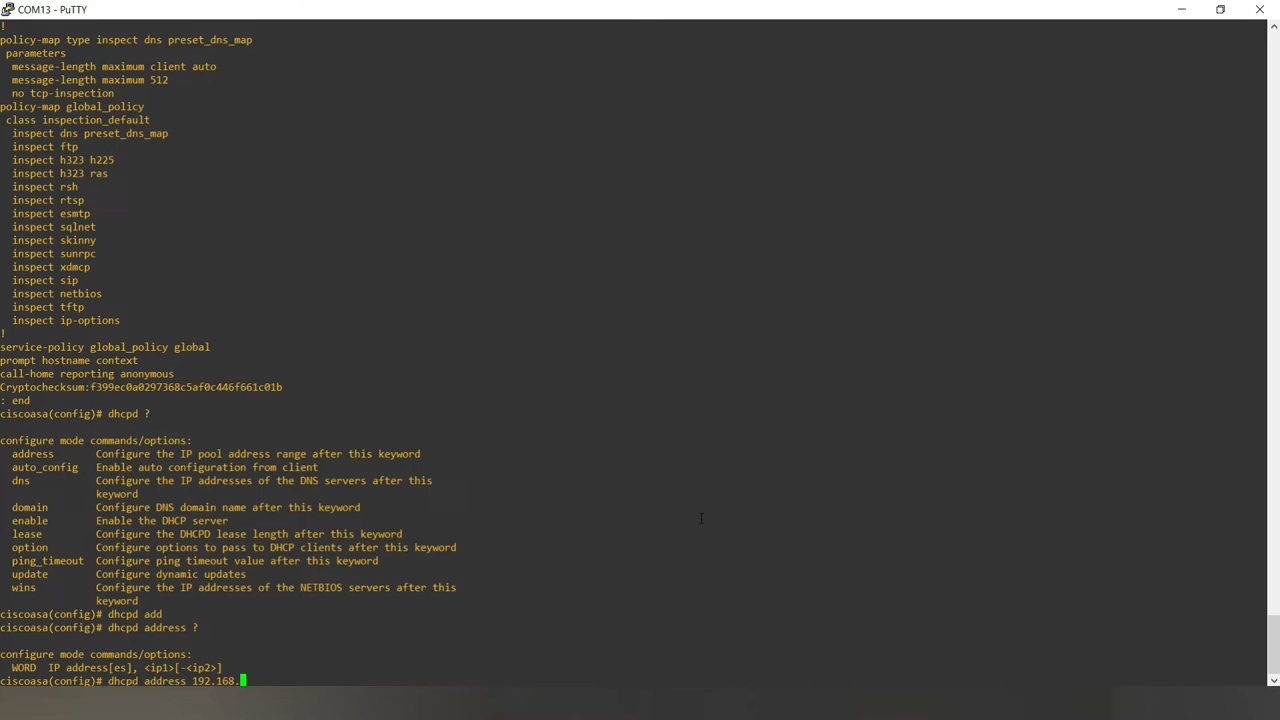 COM13 - PuTTY
!
policy-map type inspect dns preset_dns_map
 parameters
  message-length maximum client auto
  message-length maximum 512
  no tcp-inspection
policy-map global_policy
 class inspection_default
  inspect dns preset_dns_map
  inspect ftp
  inspect h323 h225
  inspect h323 ras
  inspect rsh
  inspect rtsp
  inspect esmtp
  inspect sqlnet
  inspect skinny
  inspect sunrpc
  inspect xdmcp
  inspect sip
  inspect netbios
  inspect tftp
  inspect ip-options
!
service-policy global_policy global
prompt hostname context
call-home reporting anonymous
Cryptochecksum:f399ec0a0297368c5af0c446f661c01b
: end
ciscoasa(config)# dhcpd ?
configure mode commands/options:
  address       Configure the IP pool address range after this keyword
  auto_config   Enable auto configuration from client
  dns           Configure the IP addresses of the DNS servers after this
                keyword
  domain        Configure DNS domain name after this keyword
  enable        Enable the DHCP server
  lease         Configure the DHCPD lease length after this keyword
  option        Configure options to pass to DHCP clients after this keyword
  ping_timeout  Configure ping timeout value after this keyword
  update        Configure dynamic updates
  wins          Configure the IP addresses of the NETBIOS servers after this
                keyword
ciscoasa(config)# dhcpd add
ciscoasa(config)# dhcpd address ?
configure mode commands/options:
  WORD  IP address[es], <ip1>[-<ip2>]
ciscoasa(config)# dhcpd address 192.168.